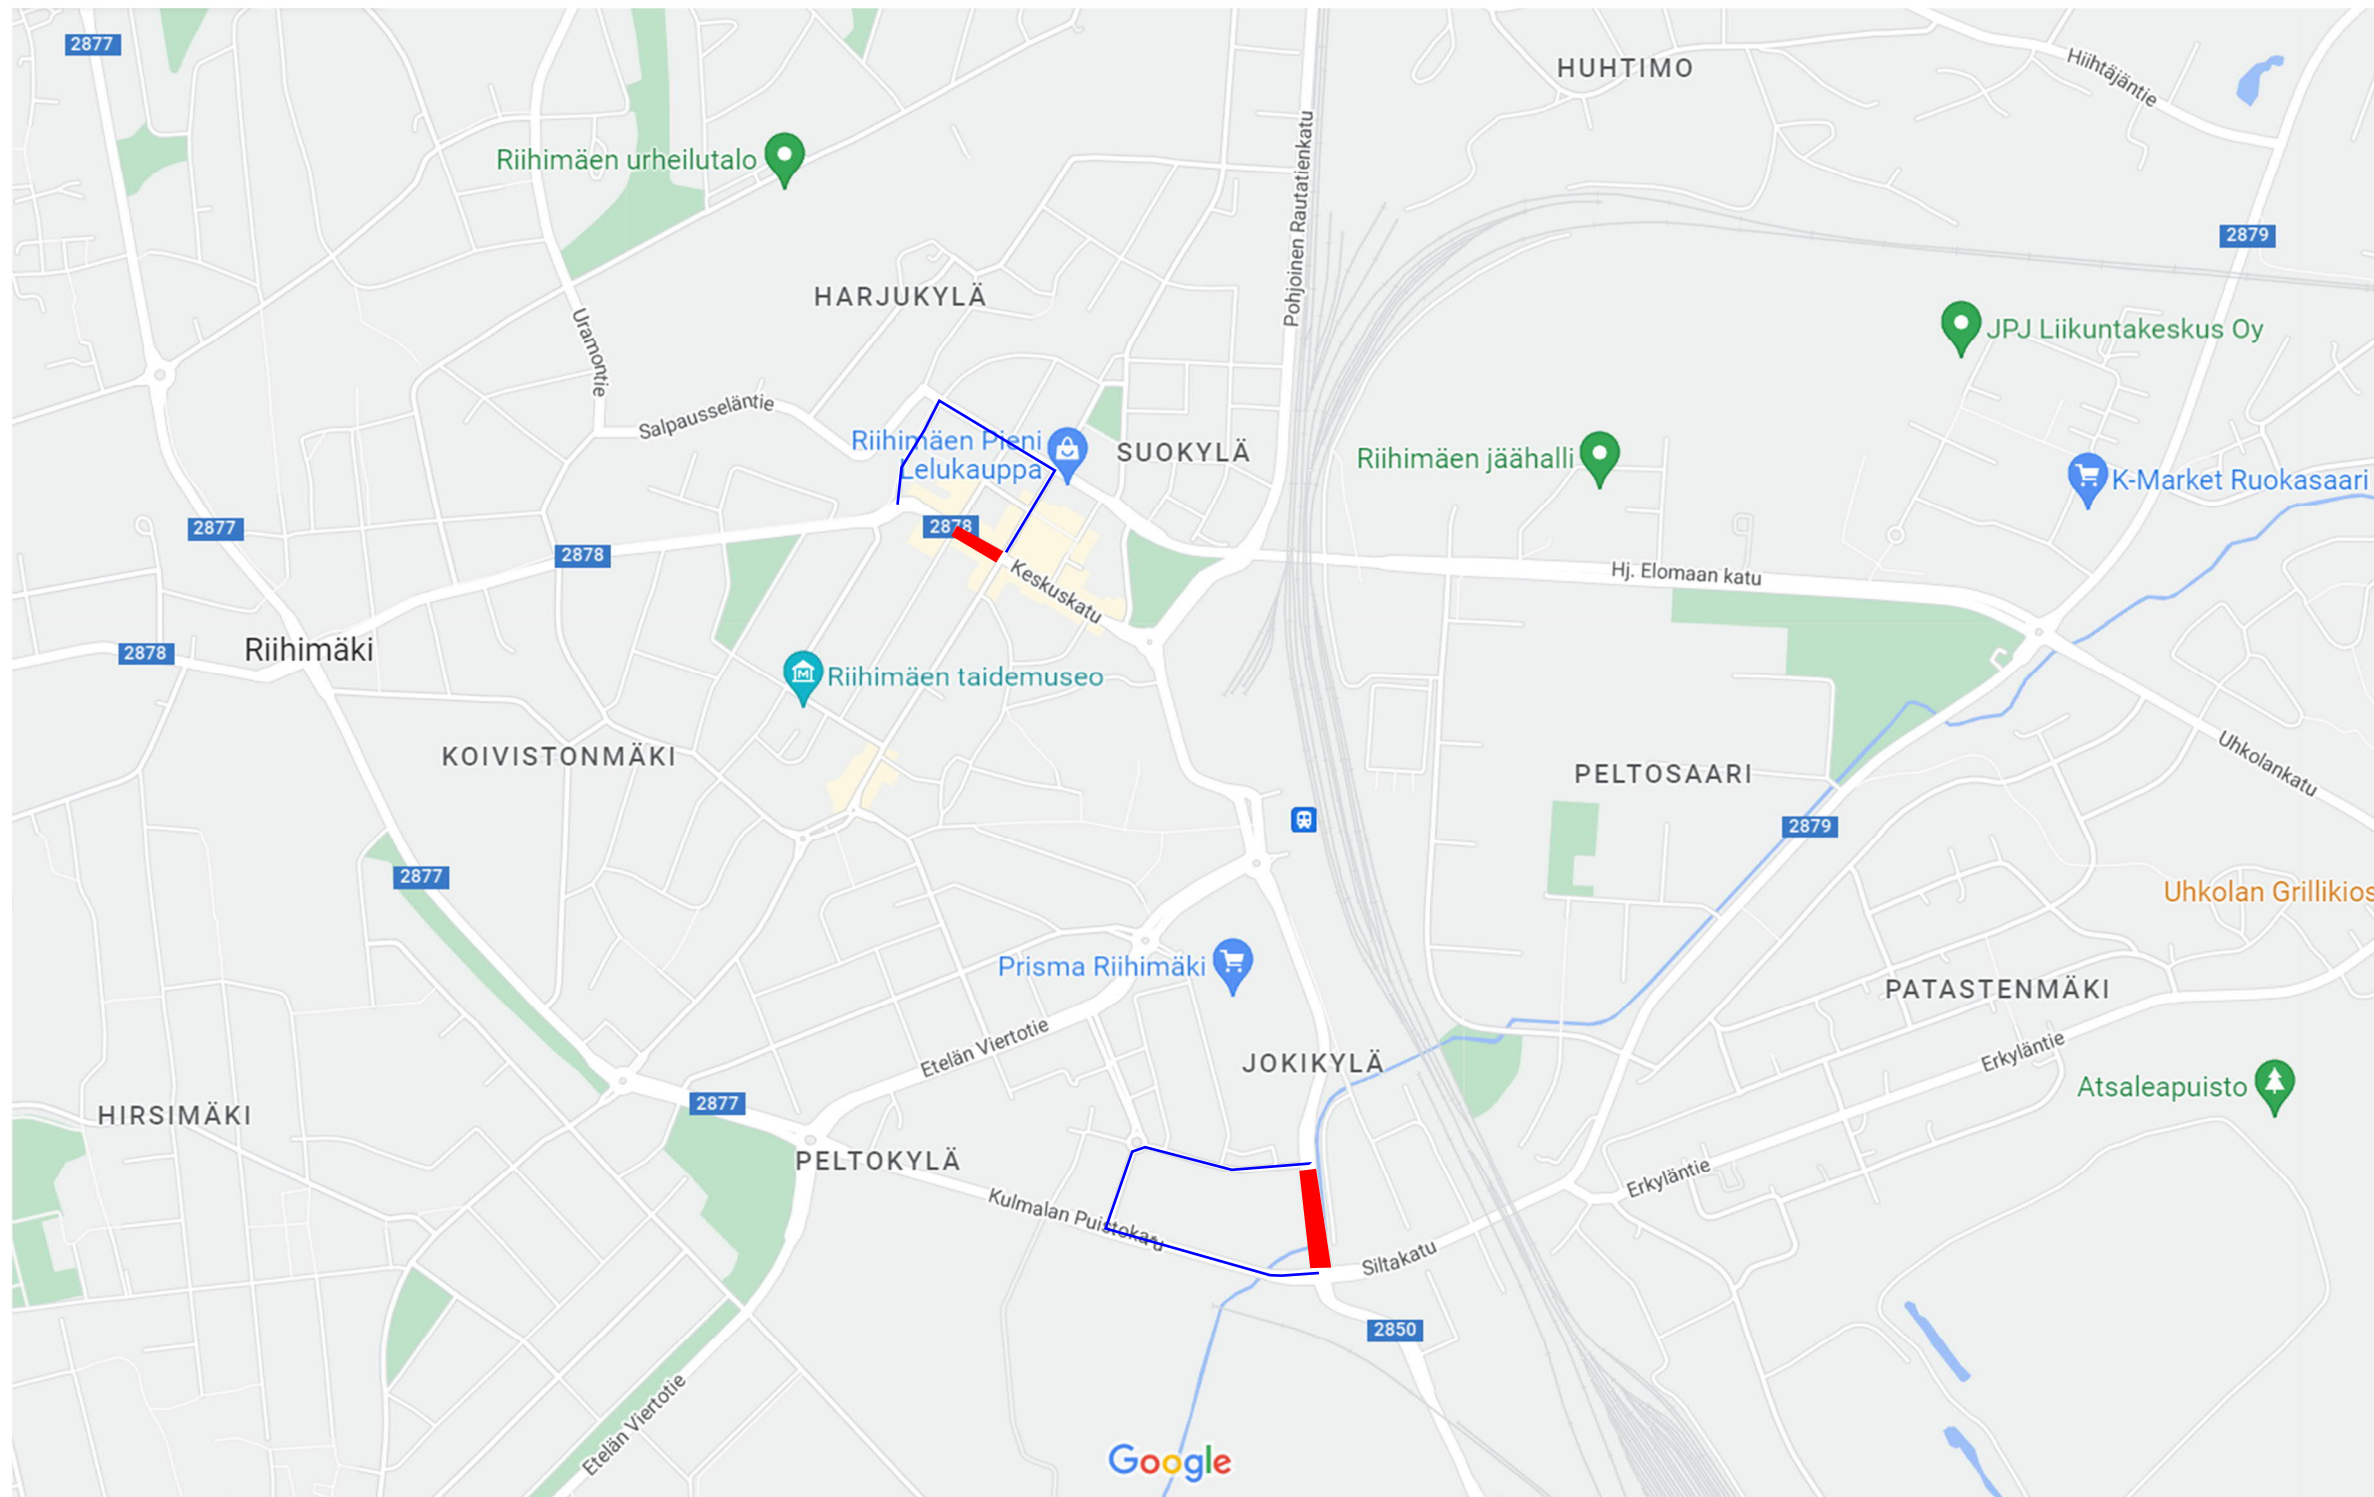 2877
HUHTIMO
Hiihtäjäntie
Riihimäen urheilutalo
Pohjoinen Rautatienkatu
2879
HARJUKYLÄ
Uramontie
JPJ Liikuntakeskus Oy
Salpausseläntie
Riihimäen Pieni
Lelukauppa
SUOKYLÄ
Riihimäen jäähalli
K-Market Ruokasaari
2877
2878
2878
Keskuskatu
Hj. Elomaan katu
2878
Riihimäki
Riihimäen taidemuseo
KOIVISTONMÄKI
PELTOSAARI
Uhkolankatu
2879
2877
Uhkolan Grillikios
Prisma Riihimäki
PATASTENMÄKI
Etelän Viertotie
JOKIKYLÄ
Erkyläntie
Atsaleapuisto
2877
HIRSIMÄKI
PELTOKYLÄ
Erkyläntie
Kulmalan Puistokatu
Siltakatu
2850
Etelän Viertotie
Google